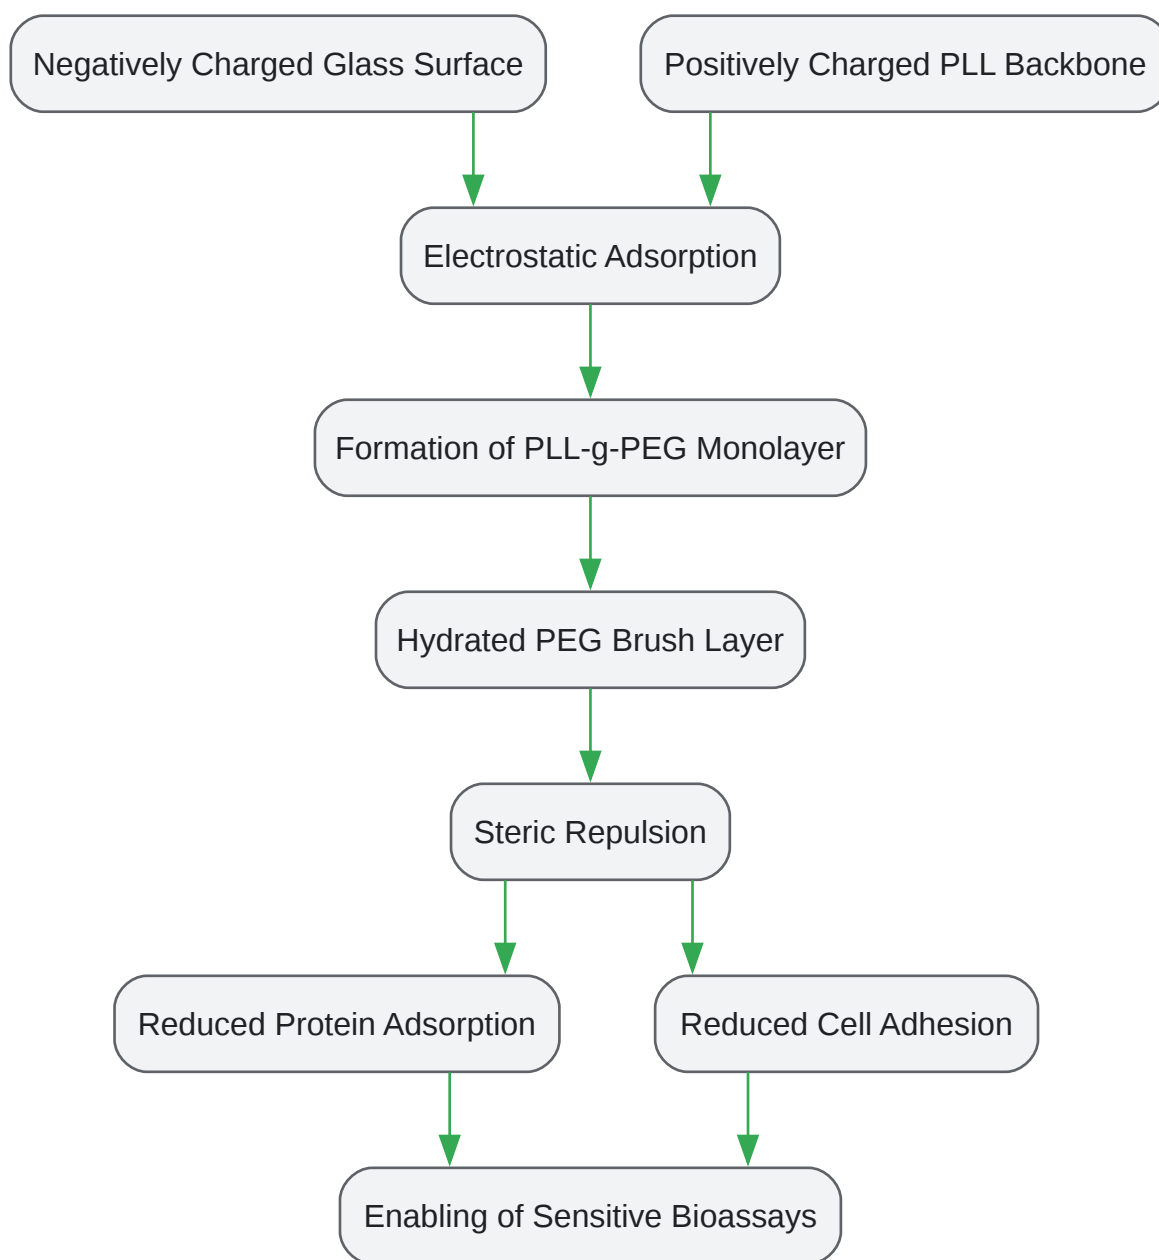 Negatively Charged Glass Surface
Positively Charged PLL Backbone
Electrostatic Adsorption
Formation of PLL-g-PEG Monolayer
Hydrated PEG Brush Layer
Steric Repulsion
Reduced Protein Adsorption
Reduced Cell Adhesion
Enabling of Sensitive Bioassays